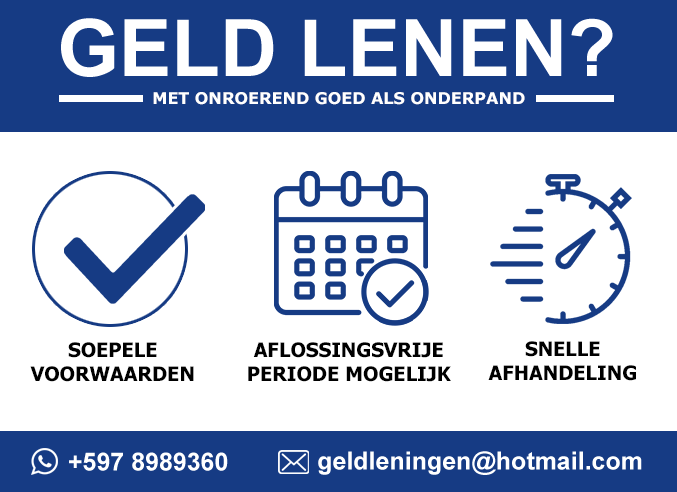 GELD LENEN?
MET ONROEREND GOED ALS ONDERPAND
SOEPELE
VOORWAARDEN
AFLOSSINGSVRIJE
PERIODE MOGELIJK
SNELLE
AFHANDELING
+597 8989360
geldleningen@hotmail.com